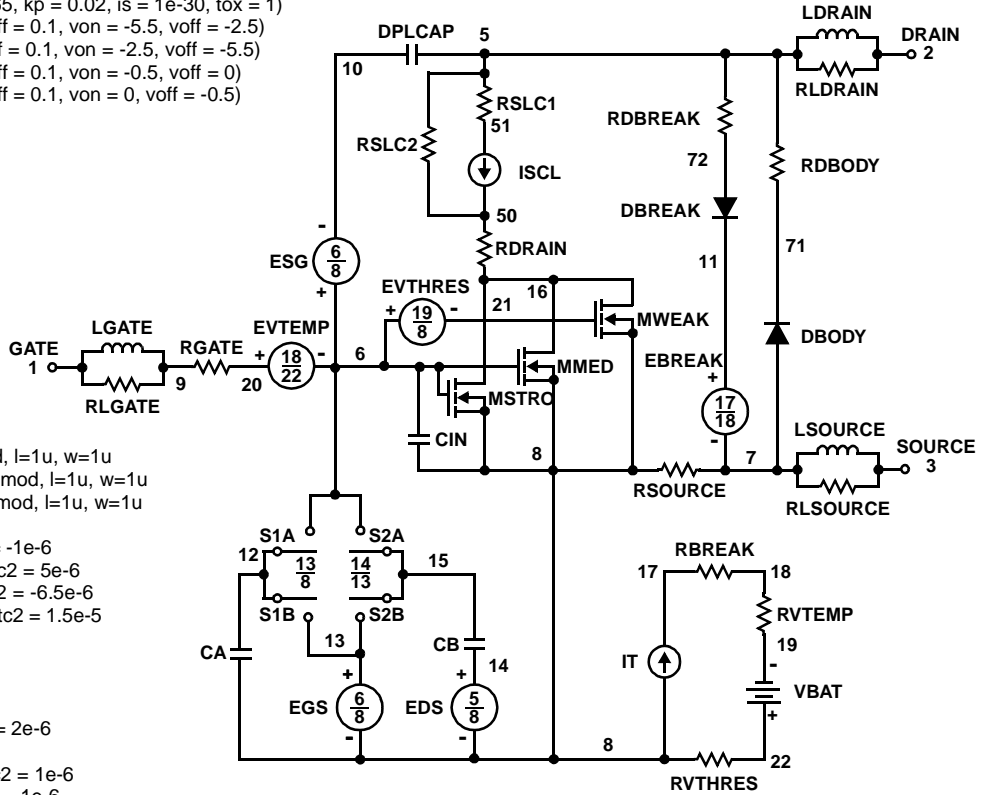 5, kp = 0.02, is = 1e-30, tox = 1)
ff = 0.1, von = -5.5, voff = -2.5)
f = 0.1, von = -2.5, voff = -5.5)
ff = 0.1, von = -0.5, voff = 0)
ff = 0.1, von = 0, voff = -0.5)
DPLCAP
5
10
LDRAIN
DRAIN
2
RLDRAIN
RSLC1
51
RSLC2
ISCL
RDBREAK
72
RDBODY
DBREAK
50
RDRAIN
71
11
-
ESG
6
8
+
EVTHRES
+
19
8
-
16
21
MWEAK
DBODY
LGATE
GATE
1
RLGATE
9
RGATE
20
EVTEMP
+
18
22
-
6
MMED
MSTRO
EBREAK
+
17
18
-
CIN
8
RSOURCE
7
LSOURCE
SOURCE
3
RLSOURCE
d, l=1u, w=1u
mod, l=1u, w=1u
mod, l=1u, w=1u
= -1e-6
c2 = 5e-6
2 = -6.5e-6
tc2 = 1.5e-5
= 2e-6
c2 = 1e-6
S1A
S2A
12
13
8
14
13
15
S1B
S2B
13
CA
CB
14
+
EGS
6
8
-
+
EDS
5
8
-
8
RBREAK
17
18
RVTEMP
19
IT
-
VBAT
+
22
RVTHRES